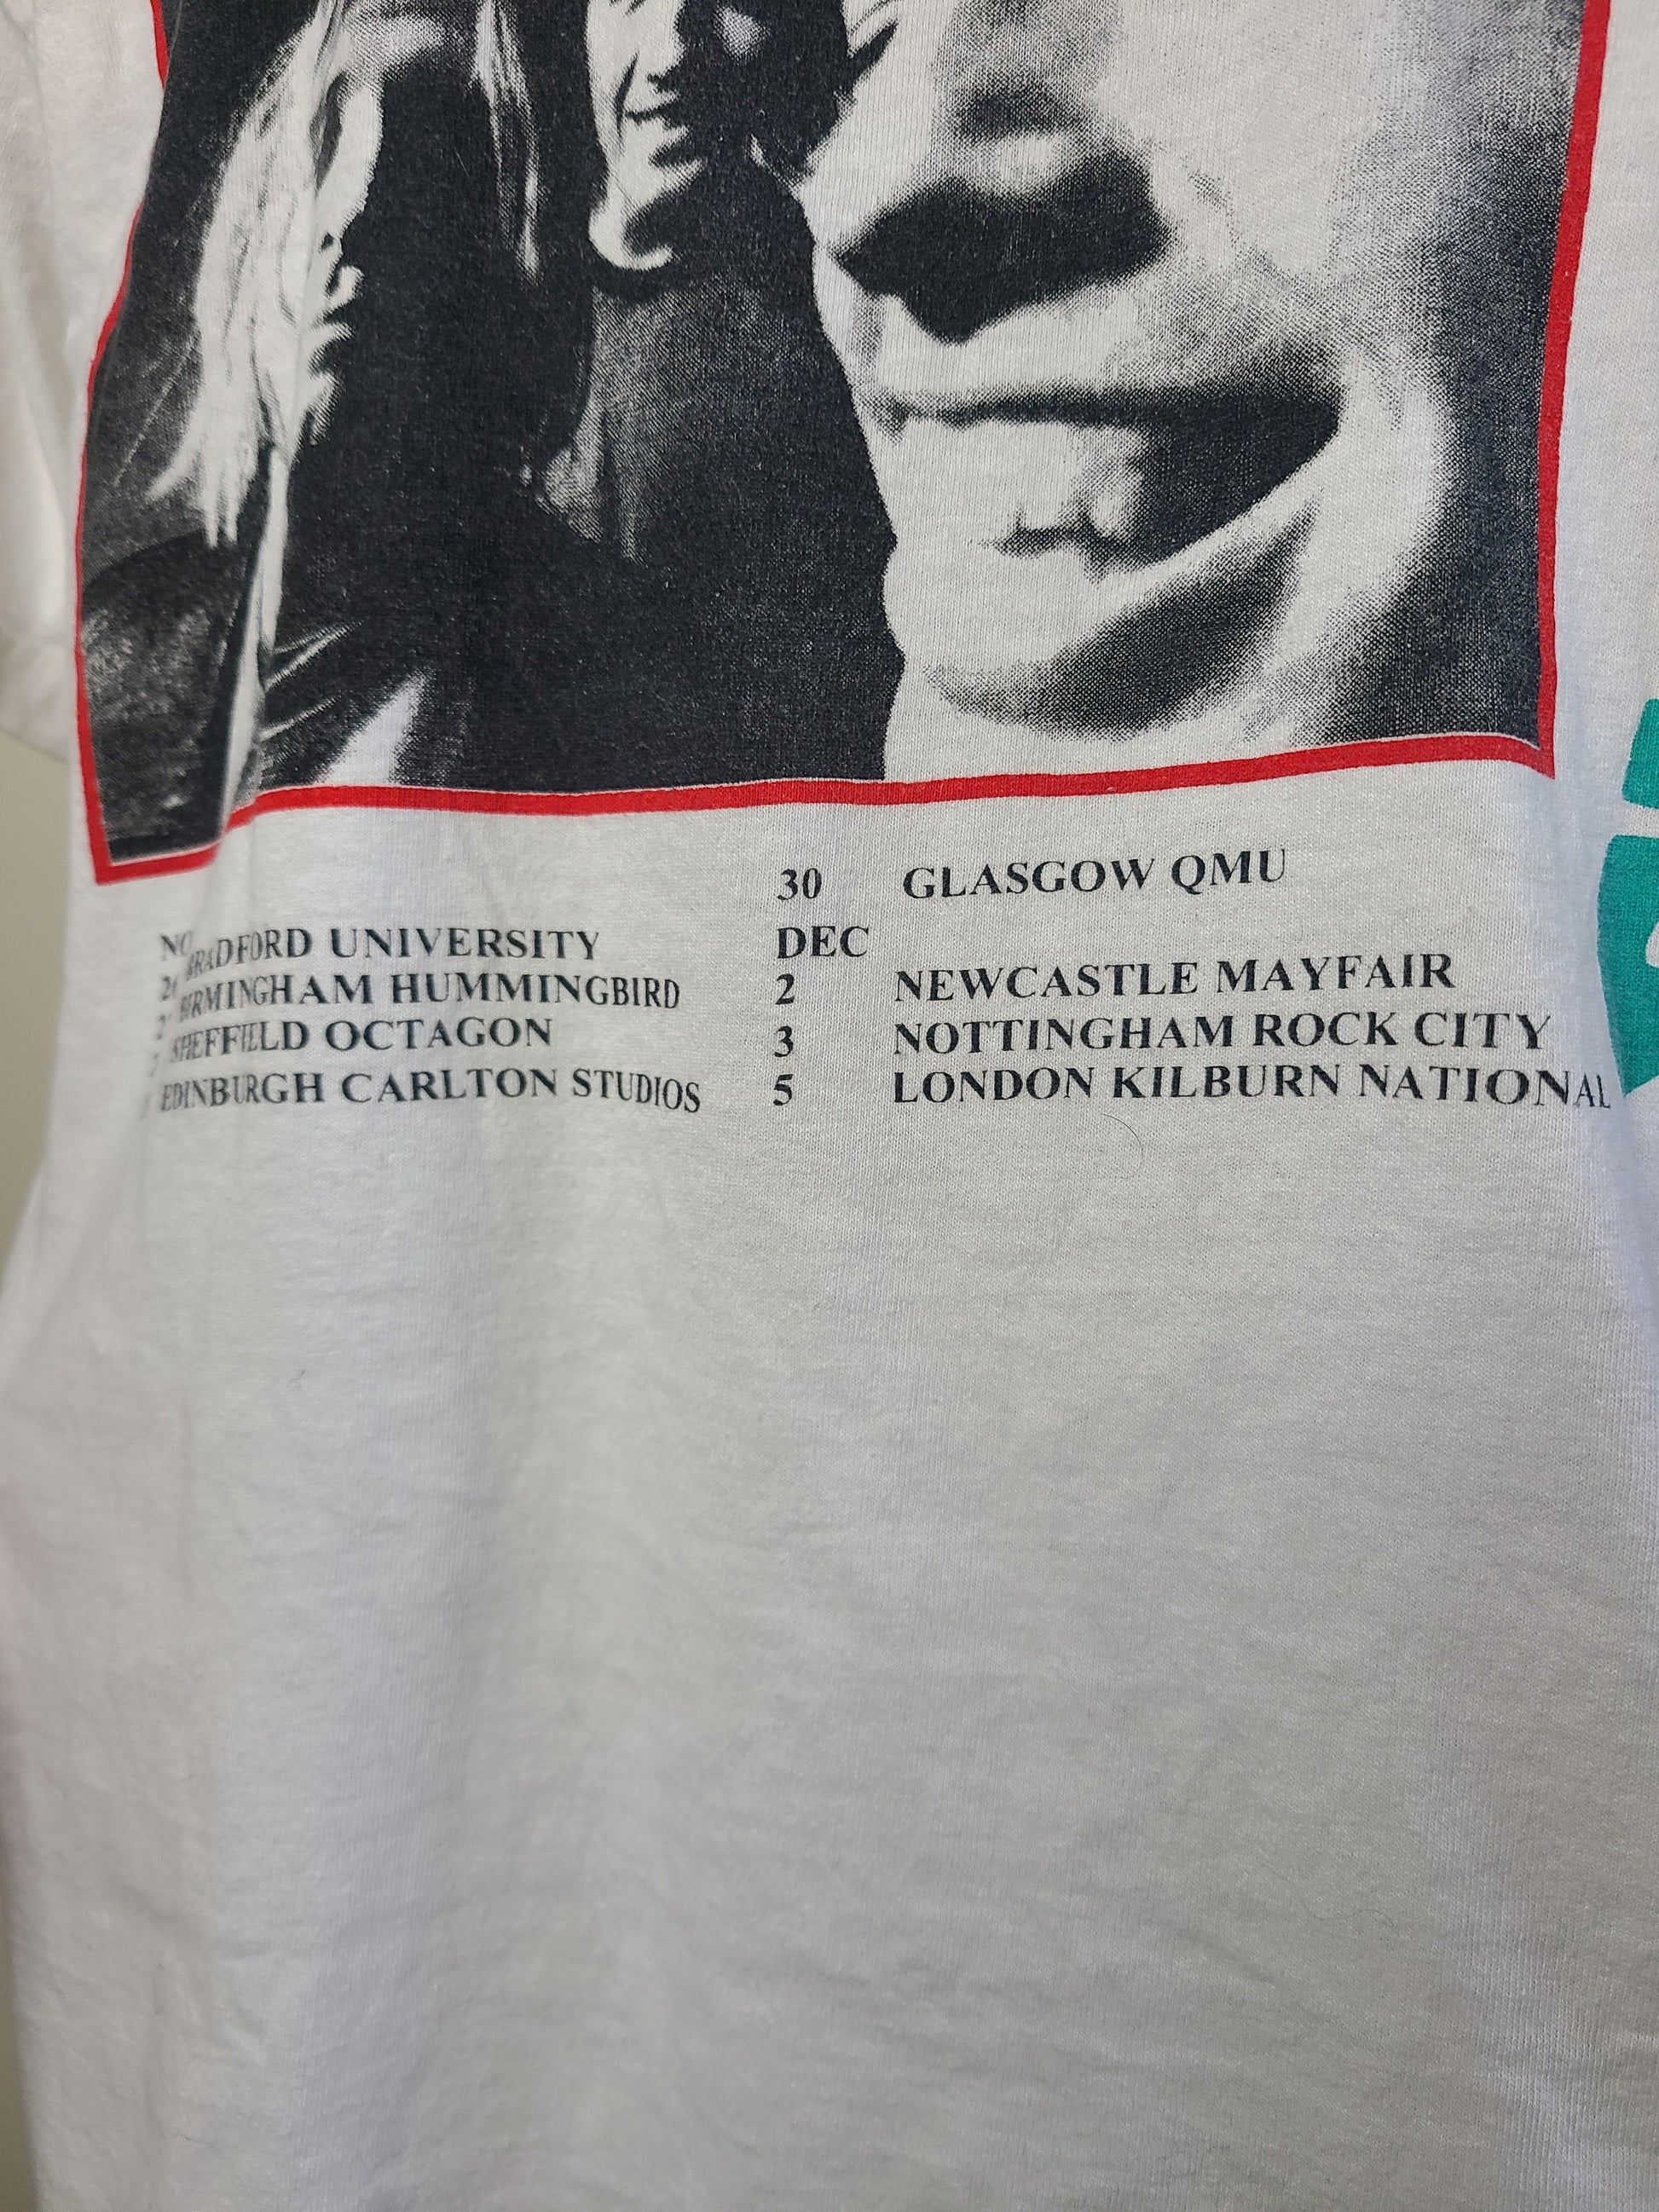 BRADFORD UNIVERSITY
BIRMINGHAM HUMMINGBIRD
SHEFFIELD OCTAGON
EDINBURGH CARLTON STUDIOS
30 GLASGOW QMU
DEC
2 NEWCASTLE MAYFAIR
3 NOTTINGHAM ROCK CITY
5 LONDON KILBURN NATIONAL